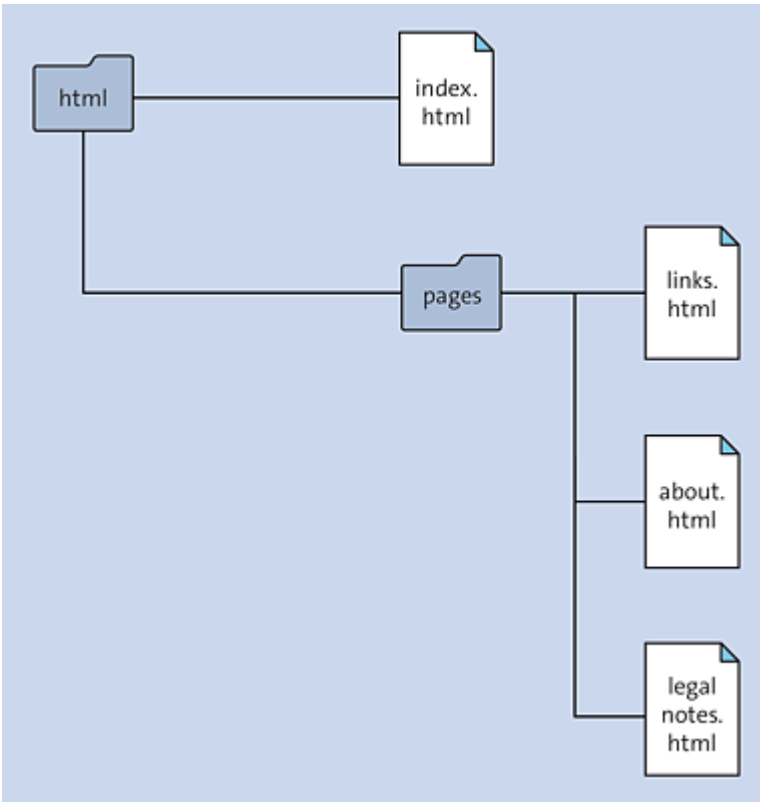 html
index.
html
pages
links.
html
about.
html
legal
notes.
html